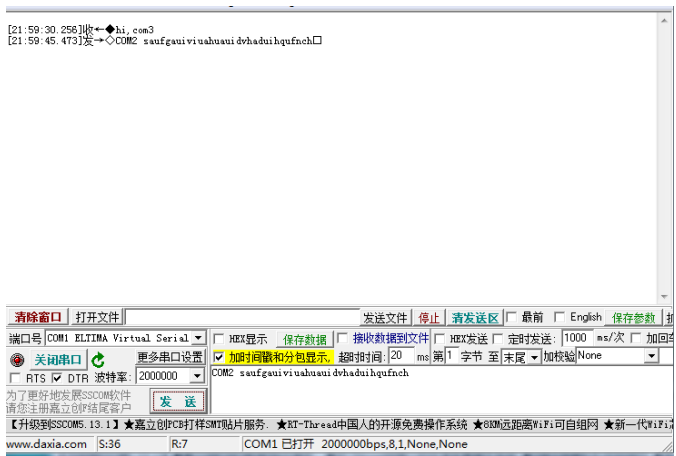 [21:59:30.256]收←◆hi,com3
[21:59:45.473]发→◇COM2 saufgauiviuahuauidvhaduihqufnch□
清除窗口 打开文件 发送文件 停止 清发送区 最前 English 保存参数
端口号 COM1 ELTIMA Virtual Serial HEX显示 保存数据 接收数据到文件 HEX发送 定时发送: 1000 ms/次 加回车
关闭串口 更多串口设置 加时间戳和分包显示, 超时时间: 20 ms 第 1 字节 至 末尾 加校验 None
RTS DTR 波特率: 2000000 COM2 saufgauiviuahuauidvhaduihqufnch
为了更好地发展SSCOM软件
请您注册嘉立创F结尾客户 发 送
【升级到SSCOM5.13.1】★嘉立创PCB打样SMT贴片服务. ★RT-Thread中国人的开源免费操作系统 ★8KM远距离WiFi可自组网 ★新一代WiFi
www.daxia.com S:36 R:7 COM1 已打开 2000000bps,8,1,None,None